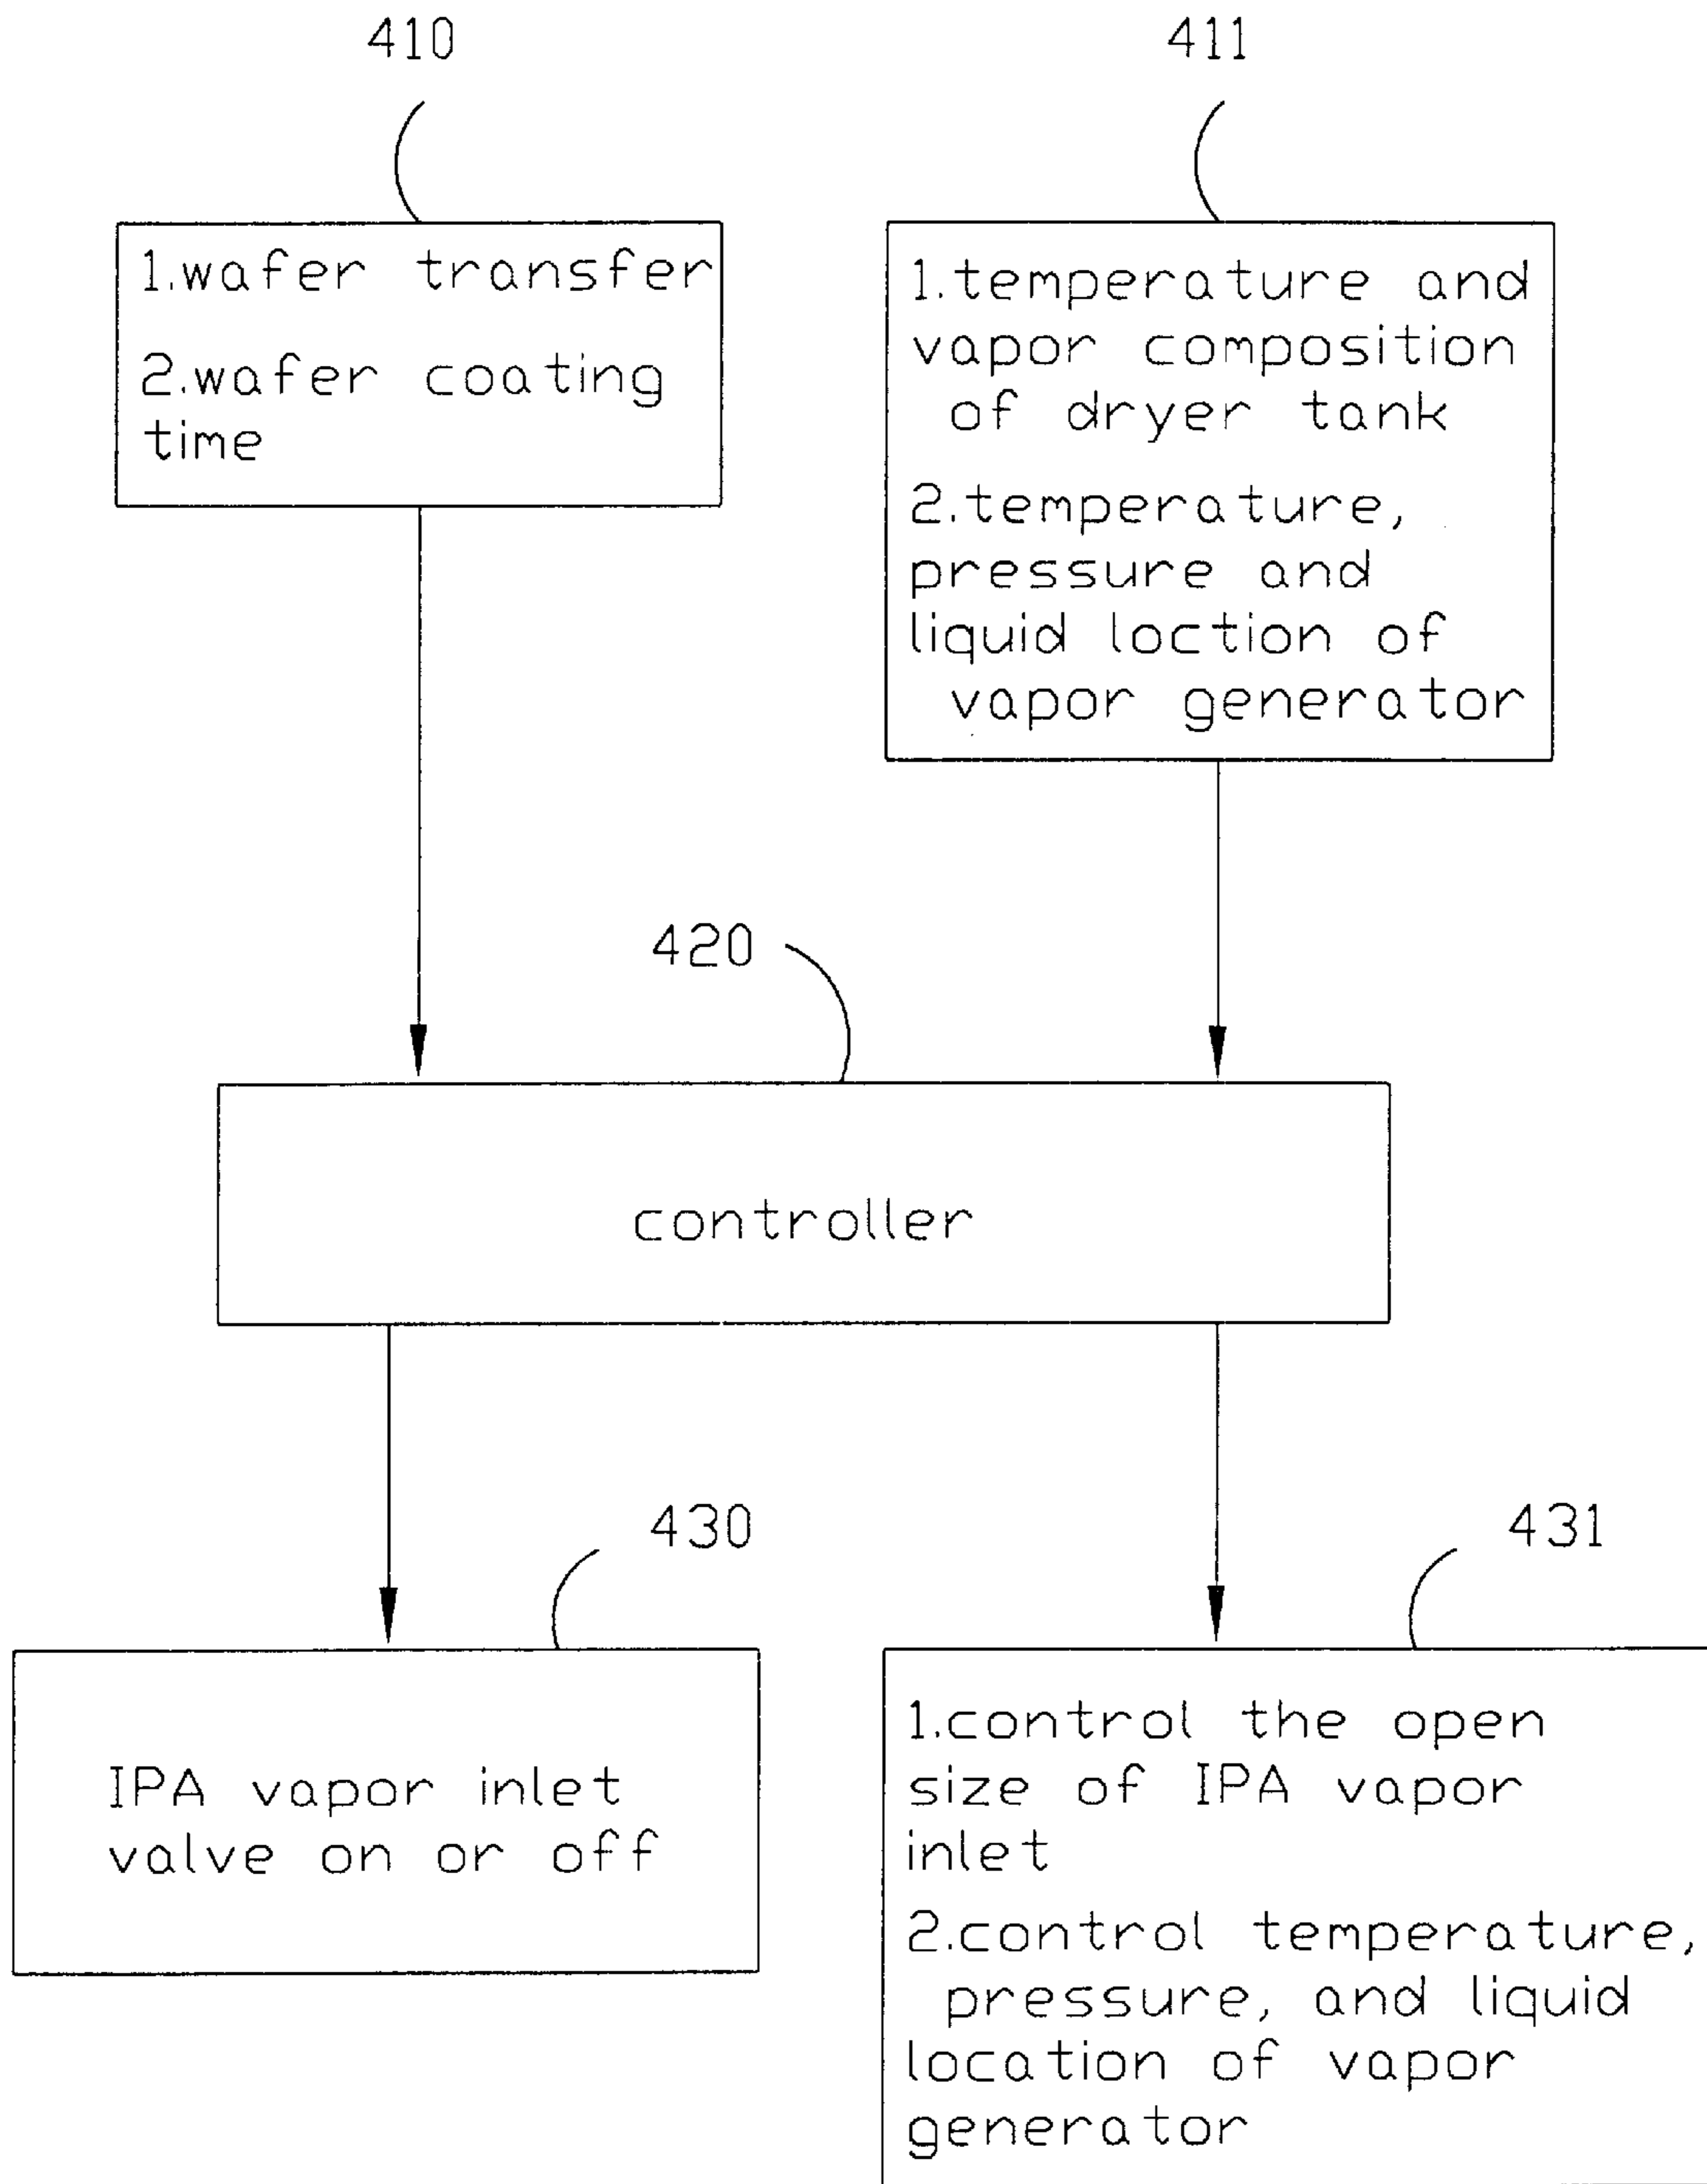 410
411
1.wafer transfer
2.wafer coating
time
1.temperature and
vapor composition
of dryer tank
2.temperature,
pressure and
liquid loction of
vapor generator
420
controller
430
431
IPA vapor inlet
valve on or off
1.control the open
size of IPA vapor
inlet
2.control temperature,
pressure, and liquid
location of vapor
generator